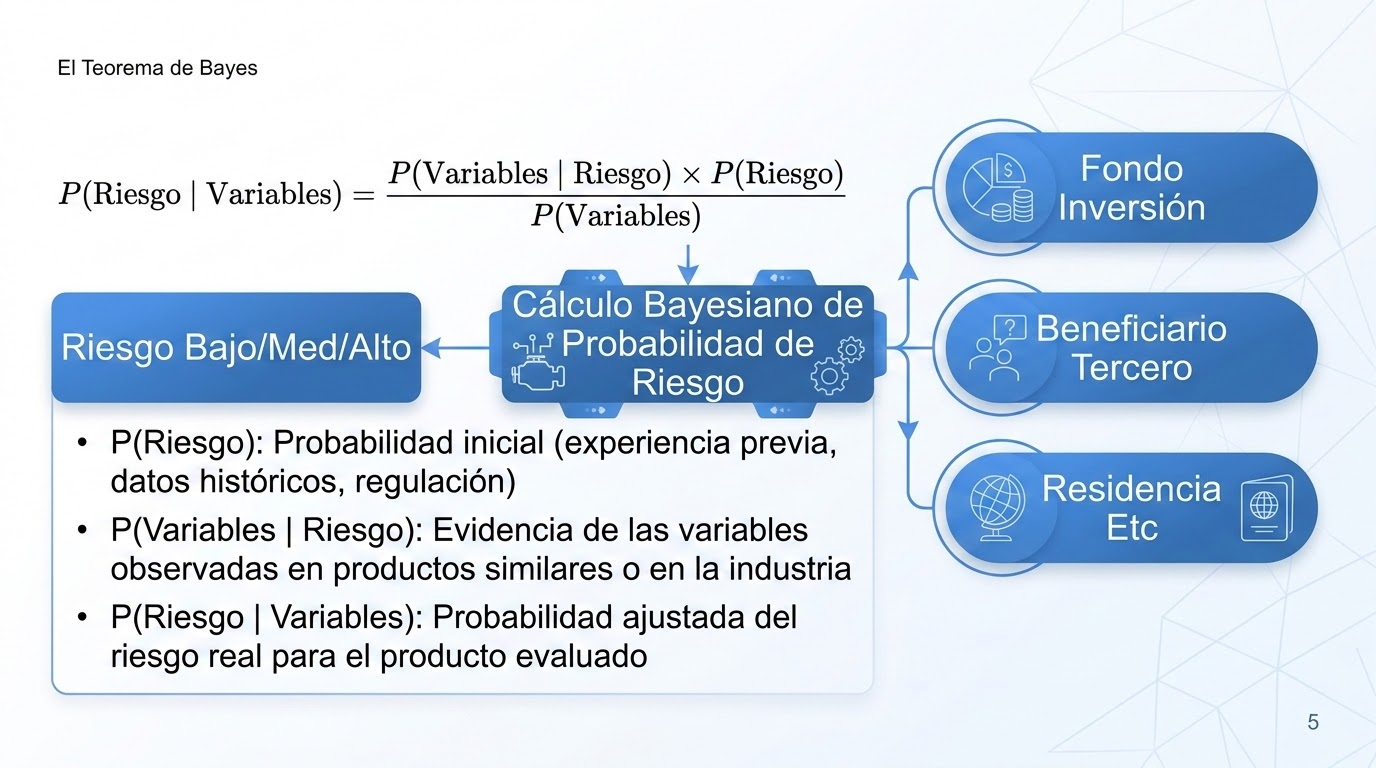 El Teorema de Bayes
P(Riesgo | Variables) = P(Variables | Riesgo) × P(Riesgo) / P(Variables)
Riesgo Bajo/Med/Alto
Cálculo Bayesiano de
Probabilidad de
Riesgo
• P(Riesgo): Probabilidad inicial (experiencia previa,
datos históricos, regulación)
• P(Variables | Riesgo): Evidencia de las variables
observadas en productos similares o en la industria
• P(Riesgo | Variables): Probabilidad ajustada del
riesgo real para el producto evaluado
$
Fondo
Inversión
?
Beneficiario
Tercero
Residencia
Etc
5